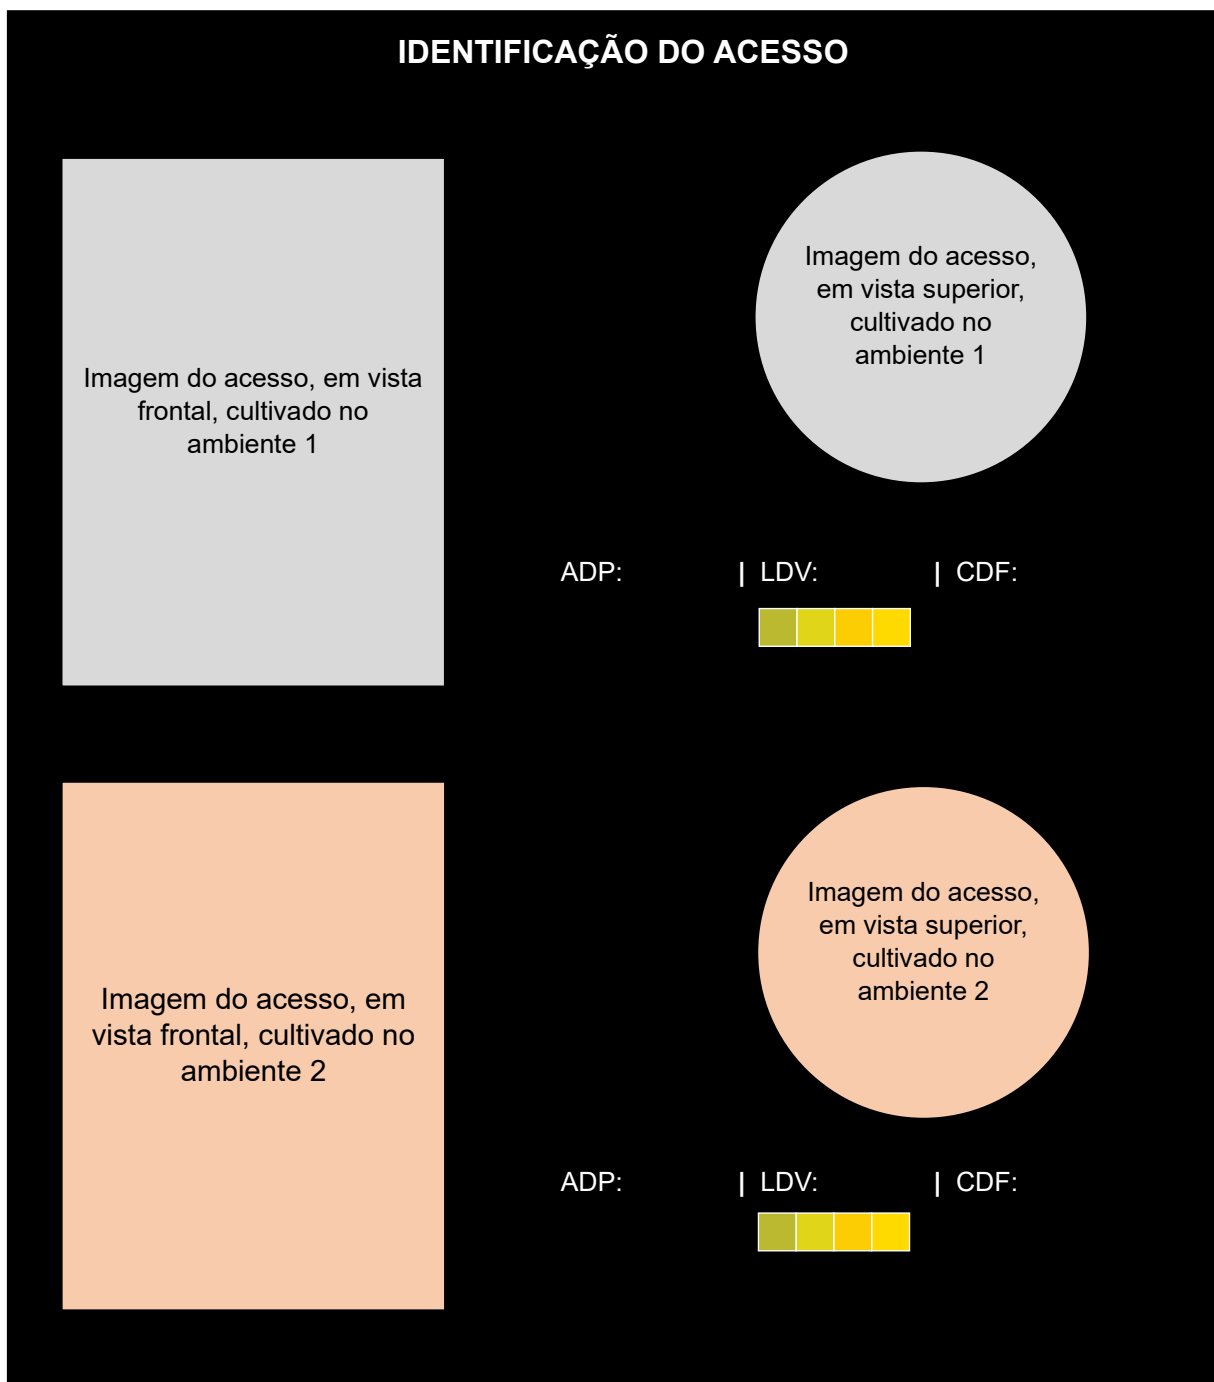 IDENTIFICAÇÃO DO ACESSO
Imagem do acesso, em vista
frontal, cultivado no
ambiente 1
Imagem do acesso,
em vista superior,
cultivado no
ambiente 1
ADP: | LDV: | CDF:
Imagem do acesso, em
vista frontal, cultivado no
ambiente 2
Imagem do acesso,
em vista superior,
cultivado no
ambiente 2
ADP: | LDV: | CDF: